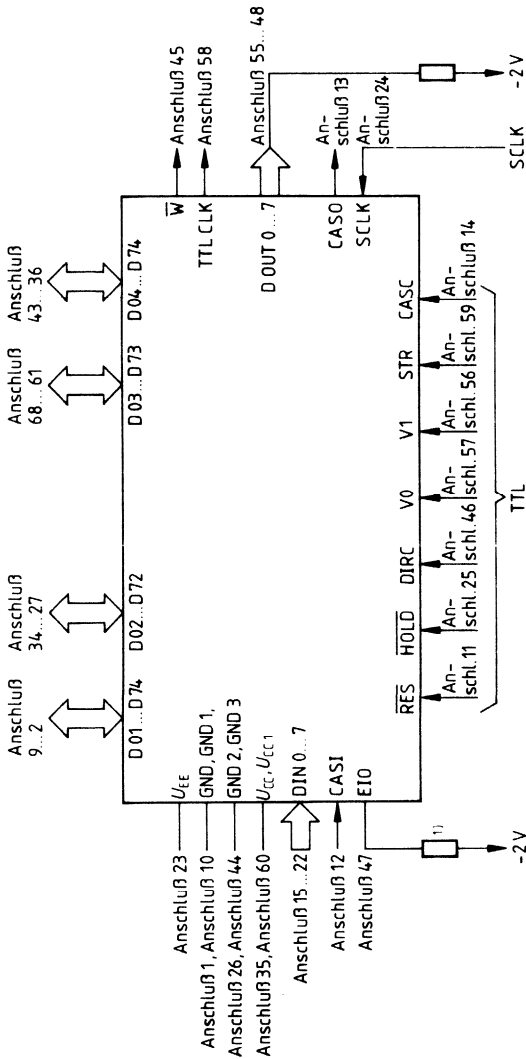 Anschluß
9...2
Anschluß
34...27
Anschluß
68...61
Anschluß
43...36
D01...D74
D02...D72
D03...D73
D04...D74
Anschluß 23
U_EE
Anschluß 1, Anschluß 10
GND, GND 1,
Anschluß 26, Anschluß 44
GND 2, GND 3
Anschluß 35, Anschluß 60
U_CC, U_CC1
Anschluß 15...22
DIN 0...7
Anschluß 12
CASI
Anschluß 47
EIO
1)
-2V
W̅
Anschluß 45
TTL CLK
Anschluß 58
D OUT 0...7
Anschluß 55...48
CASO
An-
schluß 13
SCLK
An-
schluß 24
-2V
SCLK
R̅E̅S̅
H̅O̅L̅D̅
DIRC
V0
V1
STR
CASC
An-
schl. 11
An-
schl. 25
An-
schl. 46
An-
schl. 57
An-
schl. 56
An-
schl. 59
An-
schluß 14
TTL